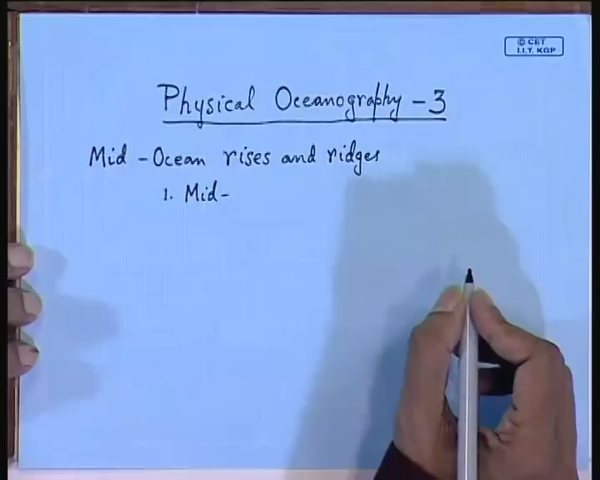 © CET
I.I.T. KGP
Physical Oceanography - 3
Mid - Ocean rises and ridges
1. Mid -